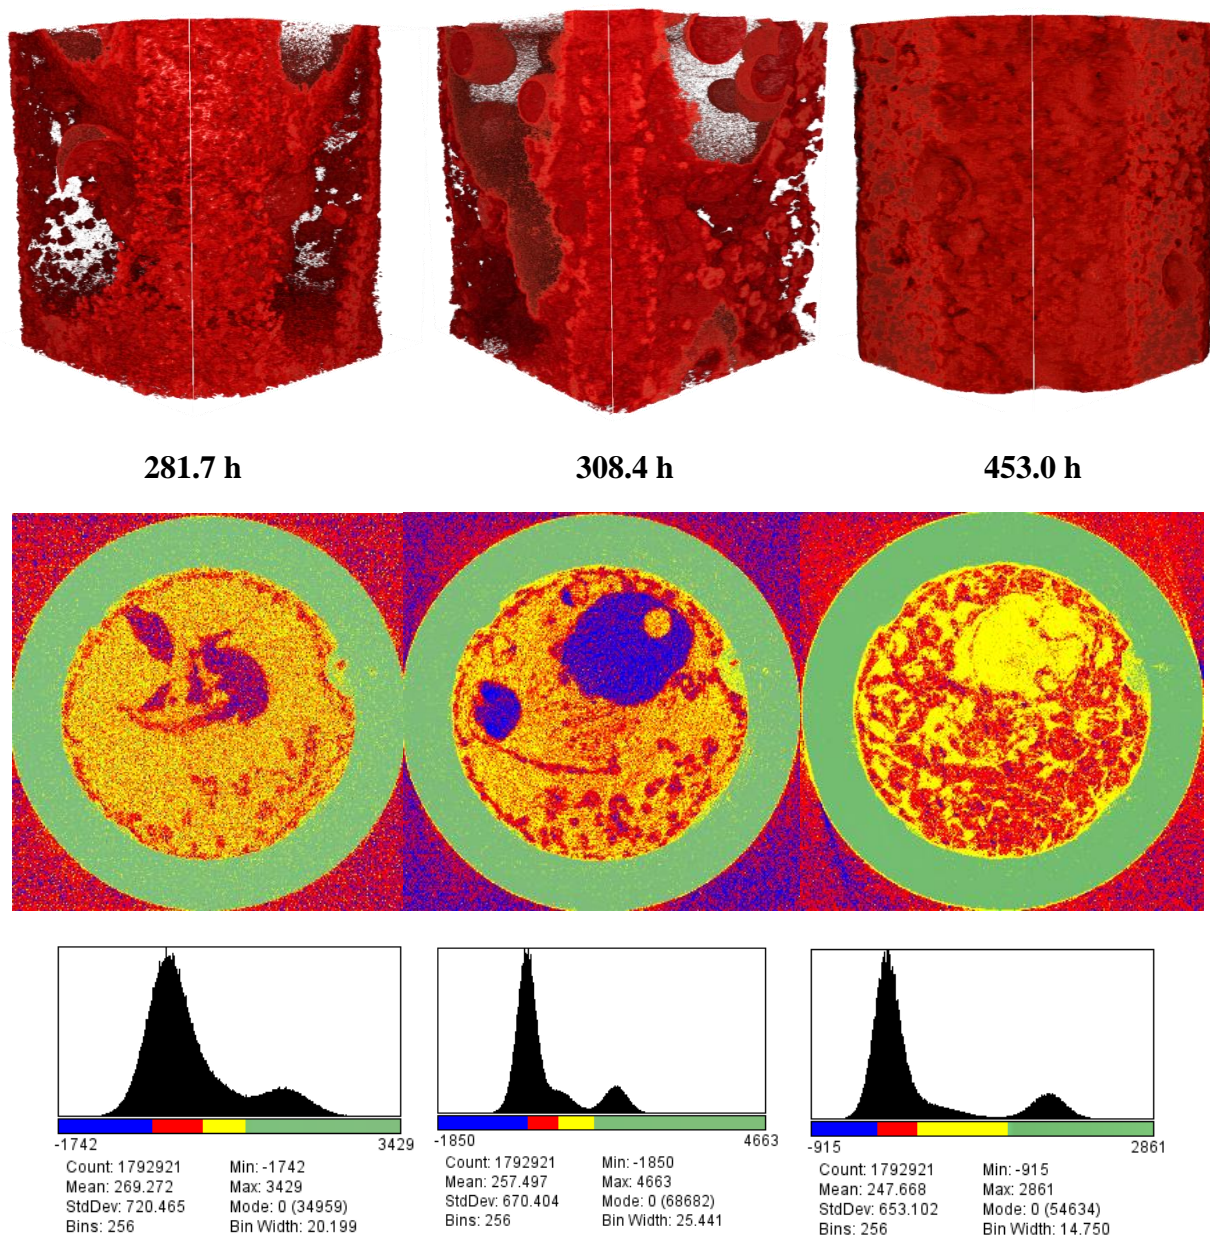 281.7 h 308.4 h 453.0 h
-1742 3429 -1850 4663 -915 2861
Count: 1792921 Min: -1742 Count: 1792921 Min: -1850 Count: 1792921 Min: -915
Mean: 269.272 Max: 3429 Mean: 257.497 Max: 4663 Mean: 247.668 Max: 2861
StdDev: 720.465 Mode: 0 (34959) StdDev: 670.404 Mode: 0 (68682) StdDev: 653.102 Mode: 0 (54634)
Bins: 256 Bin Width: 20.199 Bins: 256 Bin Width: 25.441 Bins: 256 Bin Width: 14.750